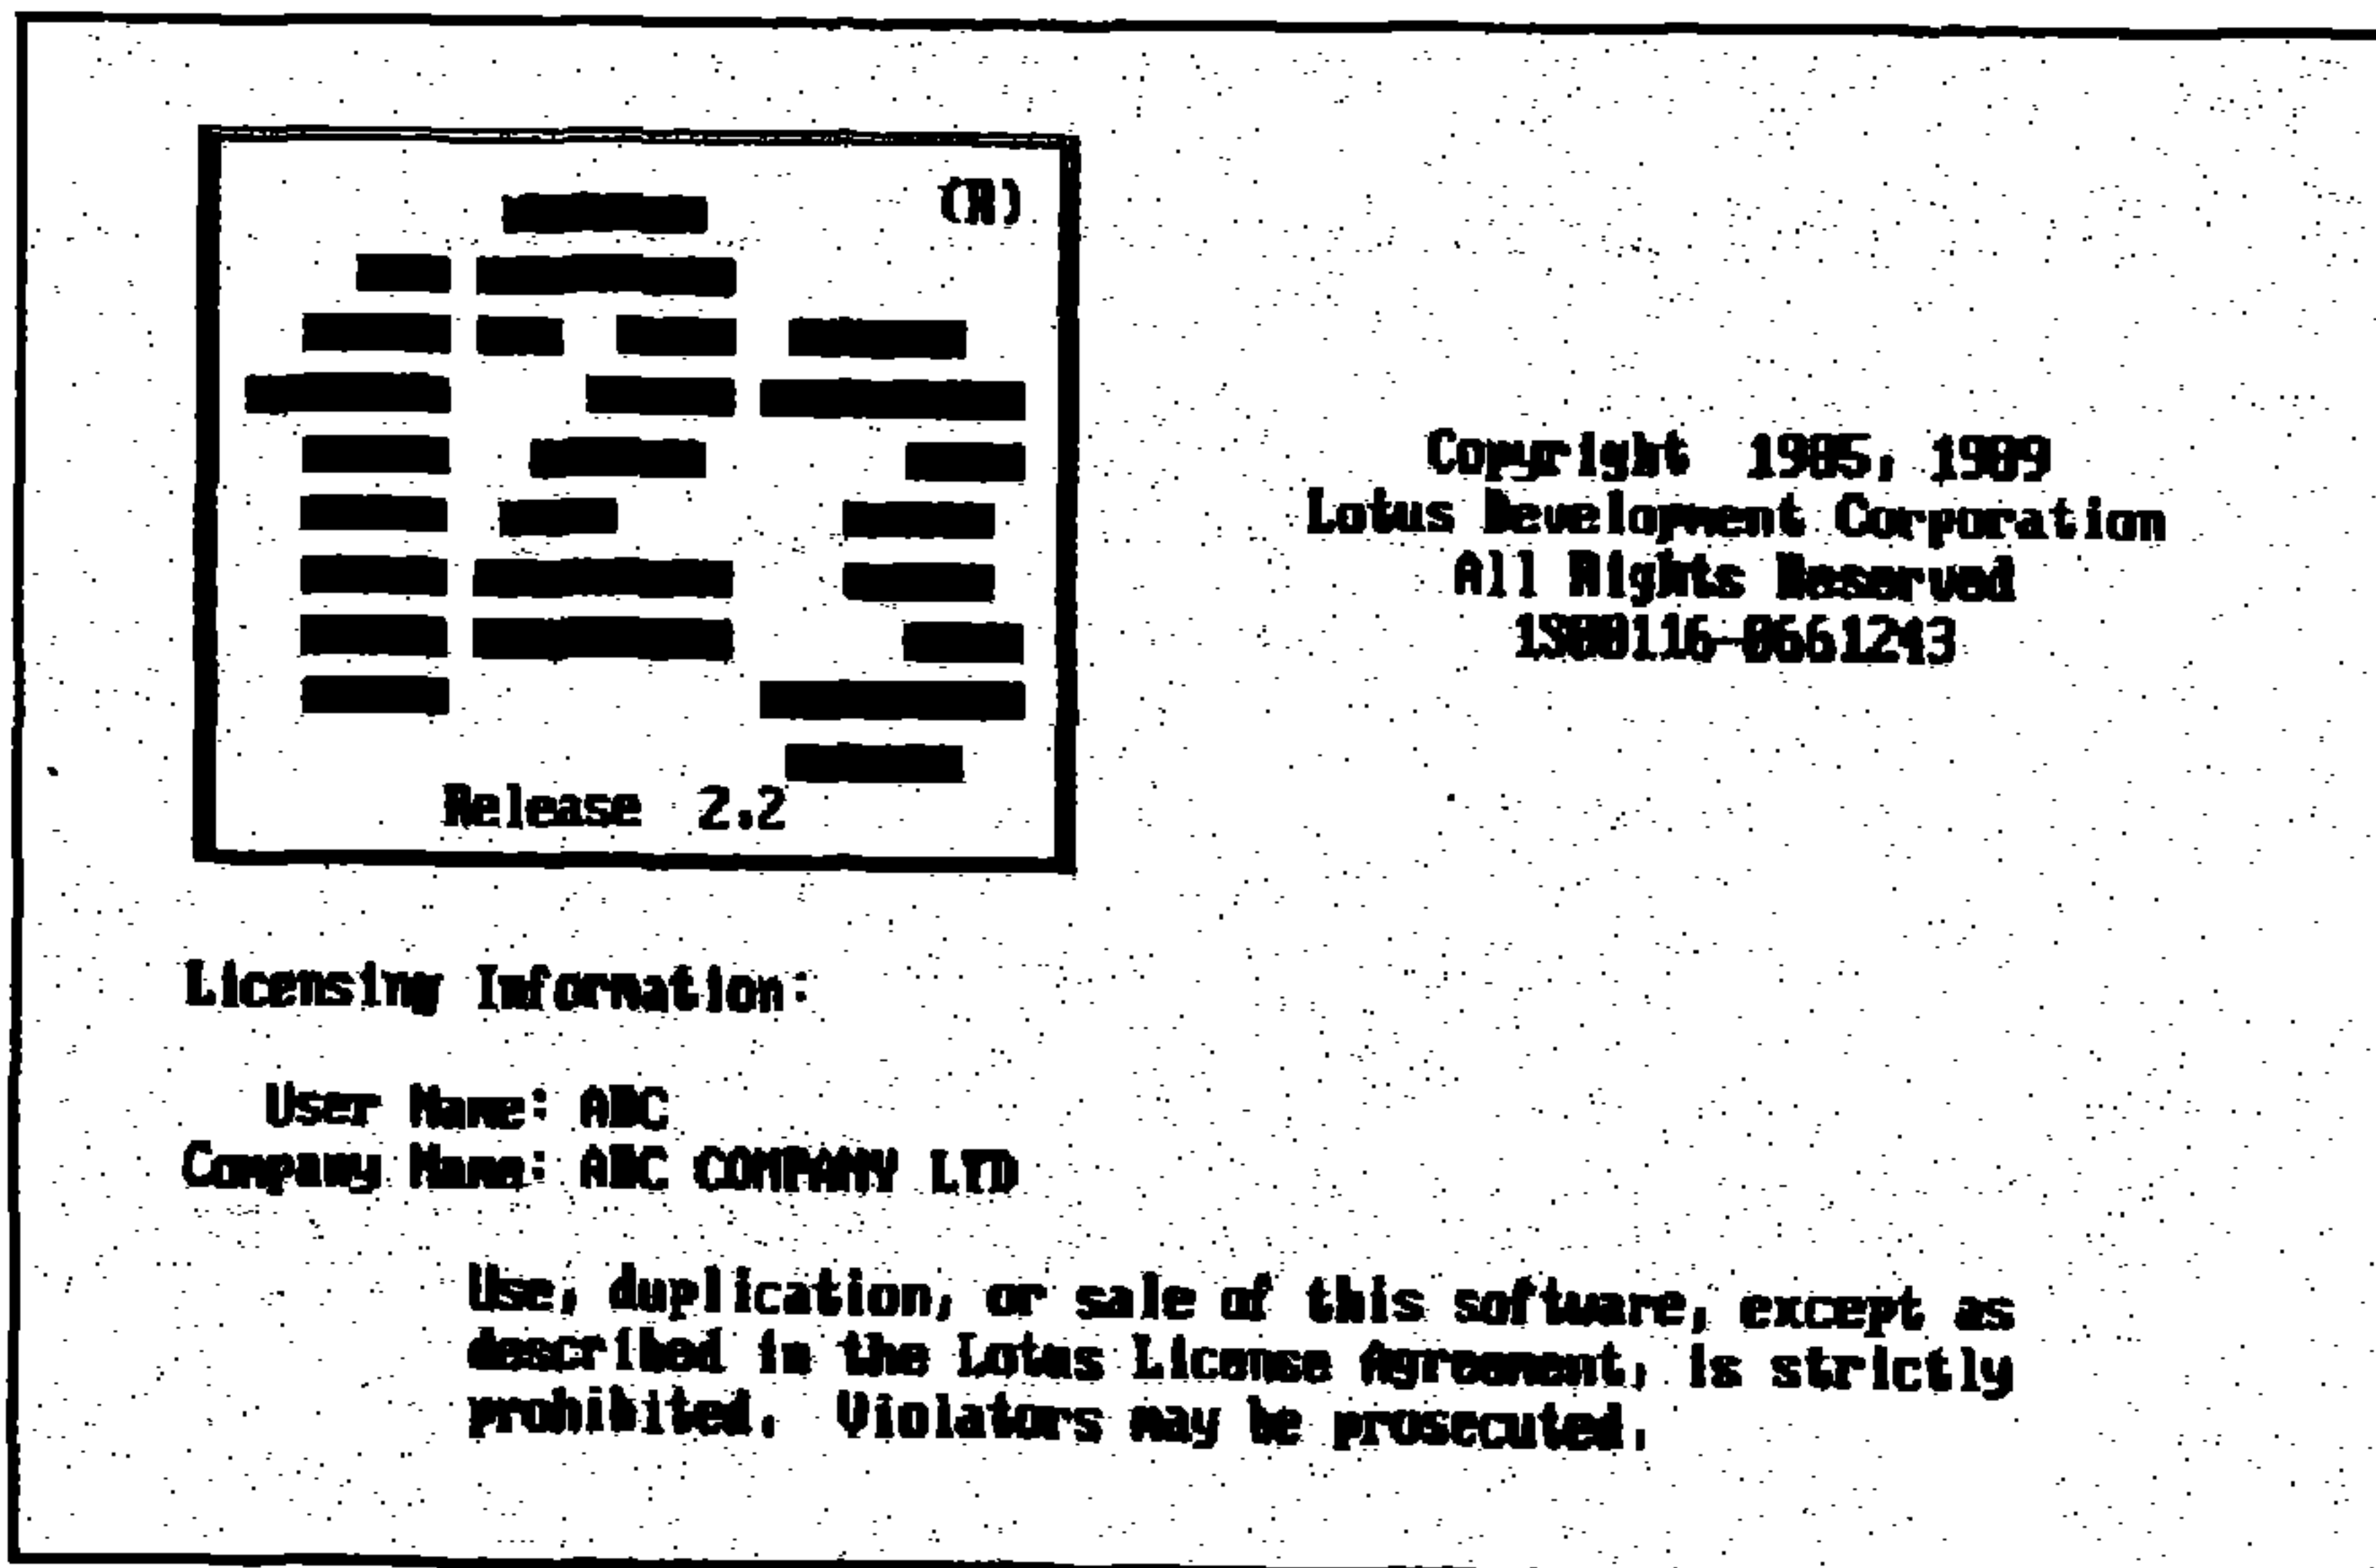 (R)
Release 2.2
Copyright 1985, 1989
Lotus Development Corporation
All Rights Reserved
1S00116-0661243
Licensing Information:
User Name: ABC
Company Name: ABC COMPANY LTD
Use, duplication, or sale of this software, except as
described in the Lotus License Agreement, is strictly
prohibited. Violators may be prosecuted.